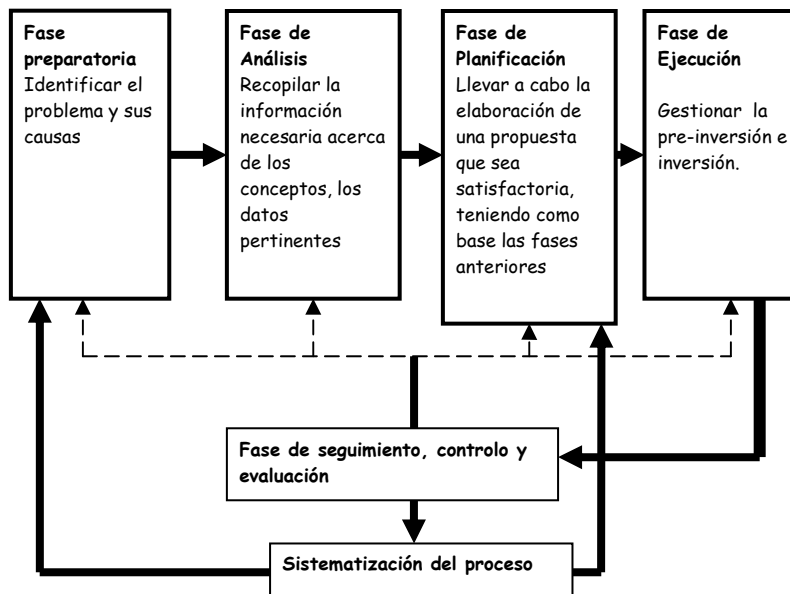 Fase
preparatoria
Identificar el
problema y sus
causas
Fase de
Análisis
Recopilar la
información
necesaria acerca
de los
conceptos, los
datos
pertinentes
Fase de
Planificación
Llevar a cabo la
elaboración de
una propuesta
que sea
satisfactoria,
teniendo como
base las fases
anteriores
Fase de
Ejecución
Gestionar la
pre-inversión e
inversión.
Fase de seguimiento, controlo y
evaluación
Sistematización del proceso